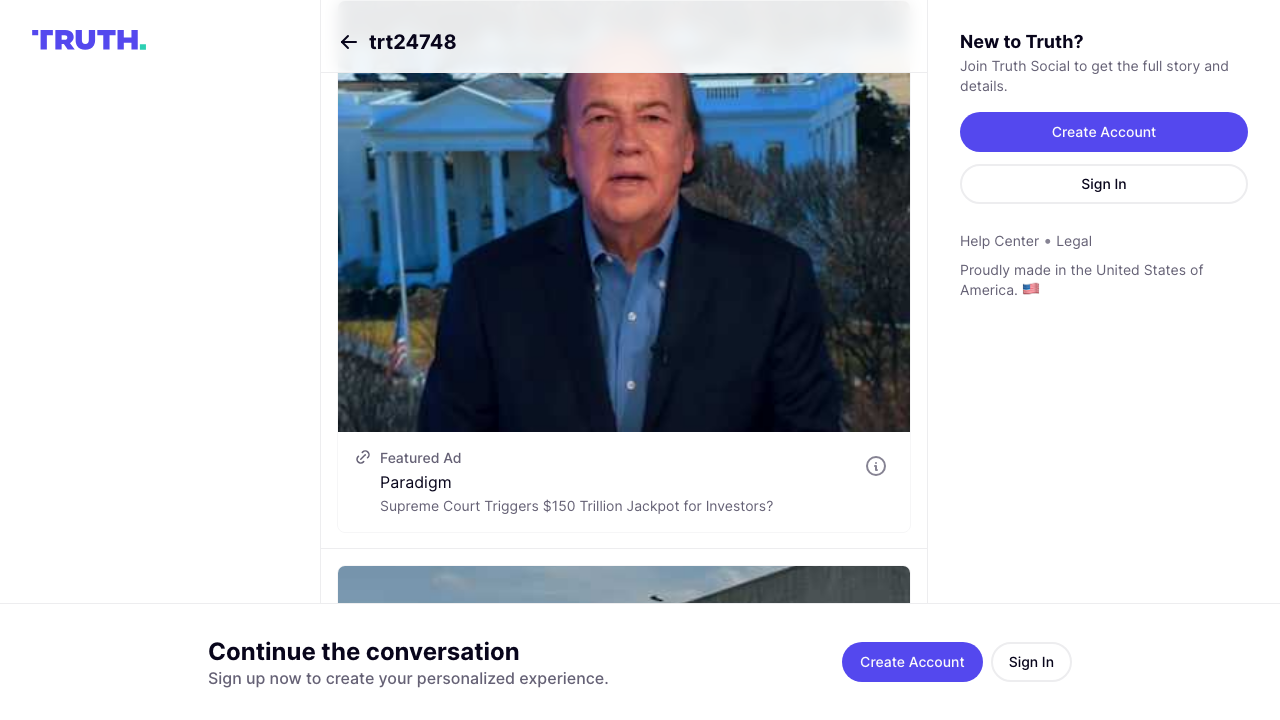 TRUTH.
trt24748
Featured Ad
Paradigm
Supreme Court Triggers $150 Trillion Jackpot for Investors?
New to Truth?
Join Truth Social to get the full story and
details.
Create Account
Sign In
Help Center • Legal
Proudly made in the United States of
America. 🇺🇸
Continue the conversation
Sign up now to create your personalized experience.
Create Account
Sign In